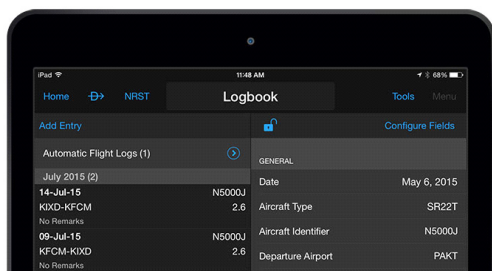 iPad 11:48 AM 68%
Home NRST Logbook Tools Menu
Add Entry Configure Fields
Automatic Flight Logs (1)
GENERAL
July 2015 (2)
Date May 6, 2015
14-Jul-15 N5000J
KIXD-KFCM 2.6
Aircraft Type SR22T
No Remarks
Aircraft Identifier N5000J
09-Jul-15 N5000J
KFCM-KIXD 2.6
Departure Airport PAKT
No Remarks